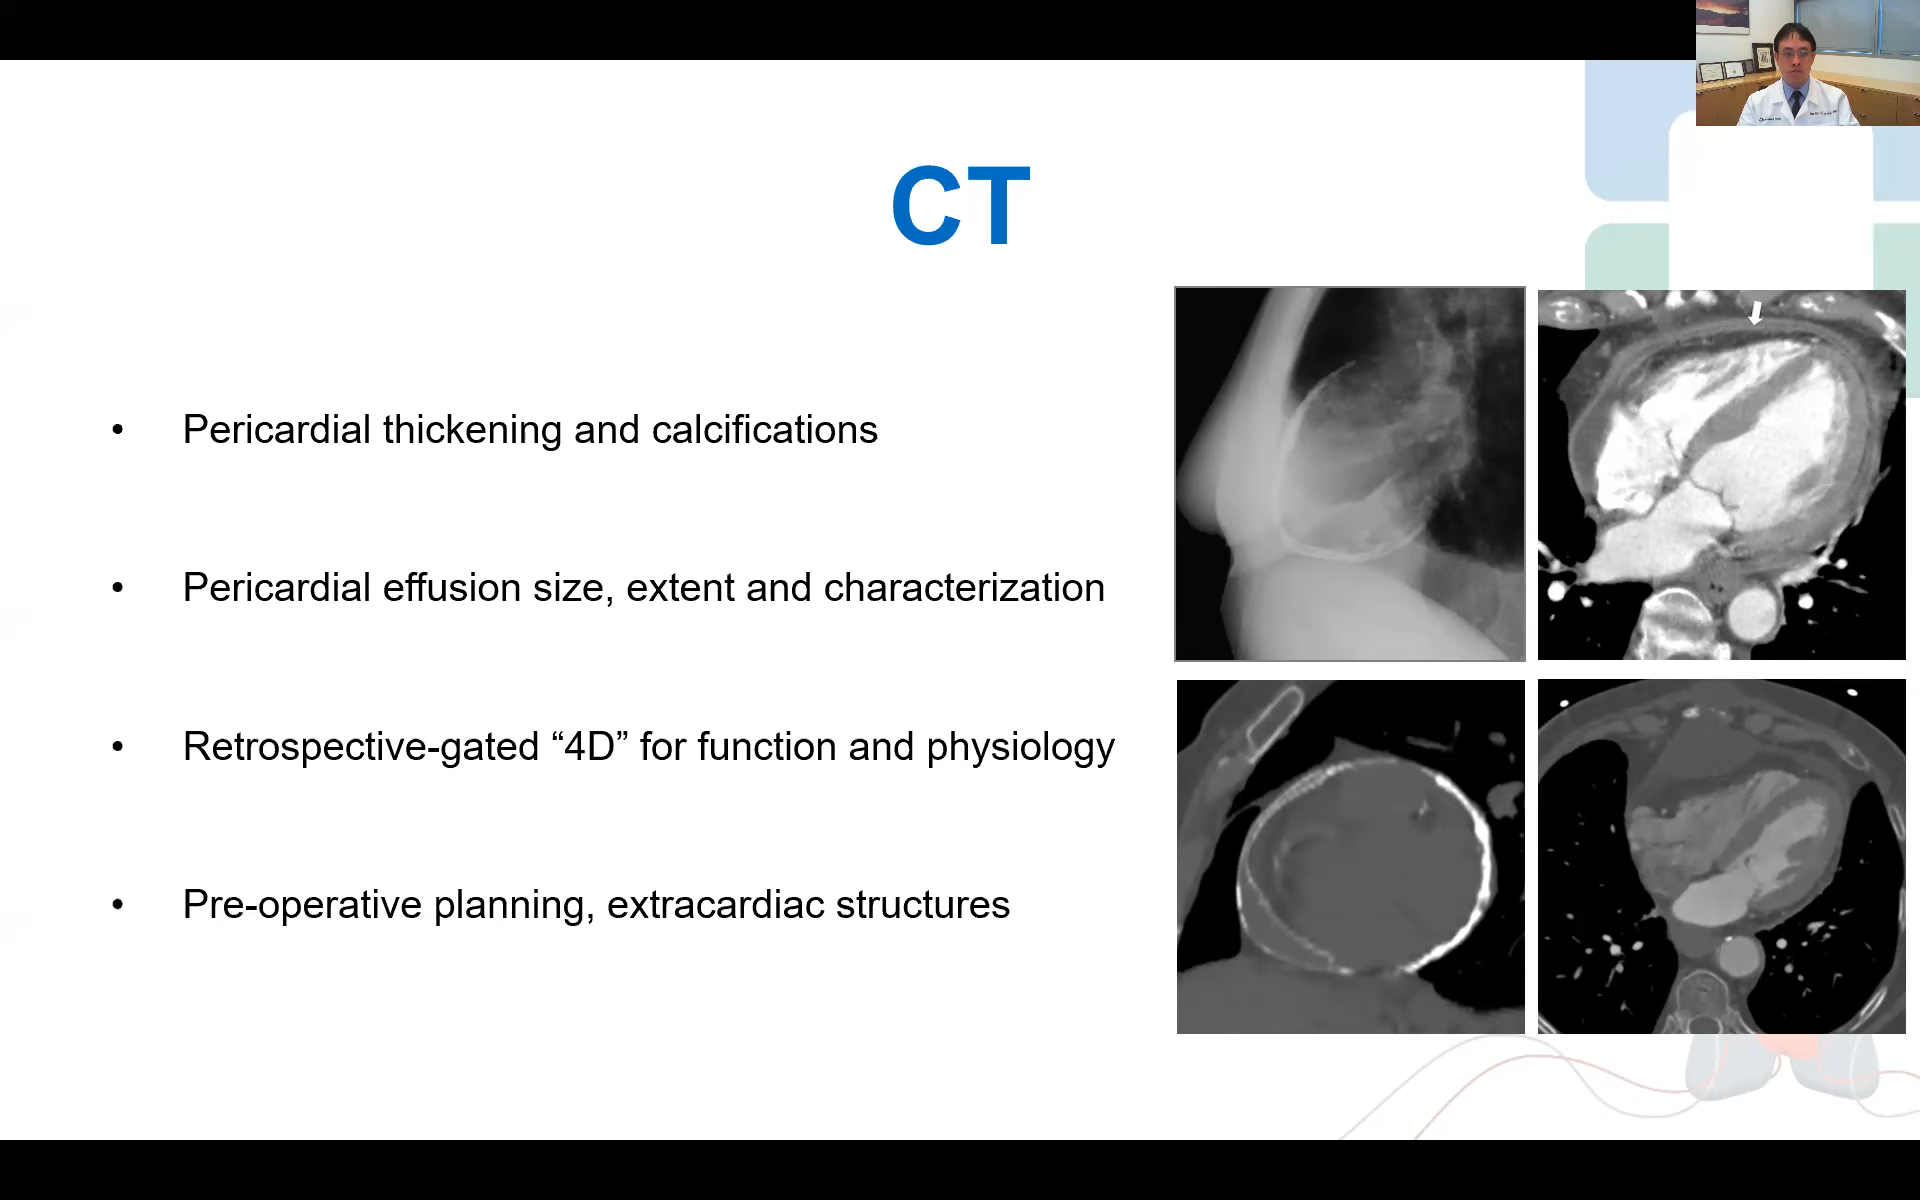 CT
• Pericardial thickening and calcifications
• Pericardial effusion size, extent and characterization
• Retrospective-gated “4D” for function and physiology
• Pre-operative planning, extracardiac structures